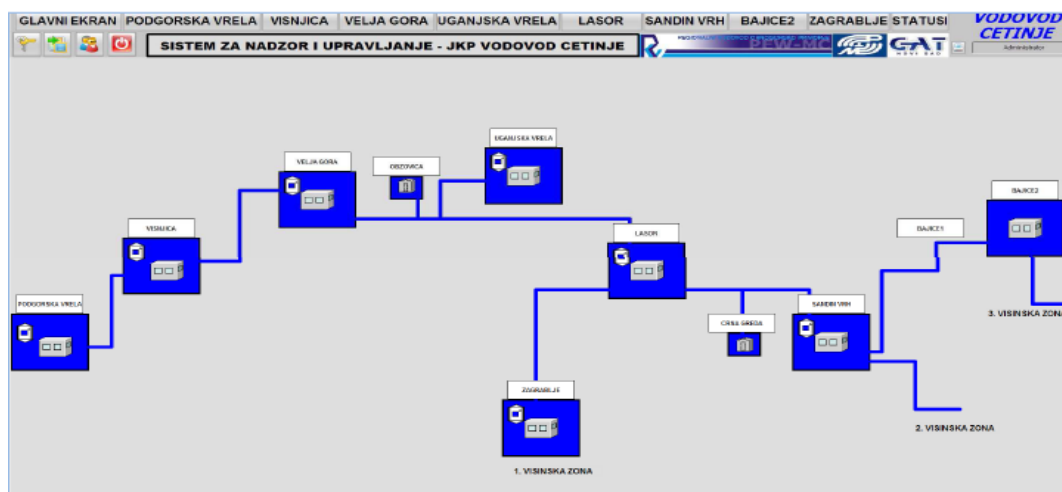 GLAVNI EKRAN PODGORSKA VRELA VISNJICA VELJA GORA UGANJSKA VRELA LASOR SANDIN VRH BAJICE2 ZAGRABLJE STATUSI
VODOVOD
CETINJE
SISTEM ZA NADZOR I UPRAVLJANJE - JKP VODOVOD CETINJE
PEW-MC
GAT
Administrator
UGANJSKA VRELA
VELJA GORA
OBZOVICA
BAJICE2
VISNJICA
LASOR
BAJICE1
PODGORSKA VRELA
SANDIN VRH
3. VISINSKA ZONA
CRNA GREDA
ZAGRABLJE
2. VISINSKA ZONA
1. VISINSKA ZONA